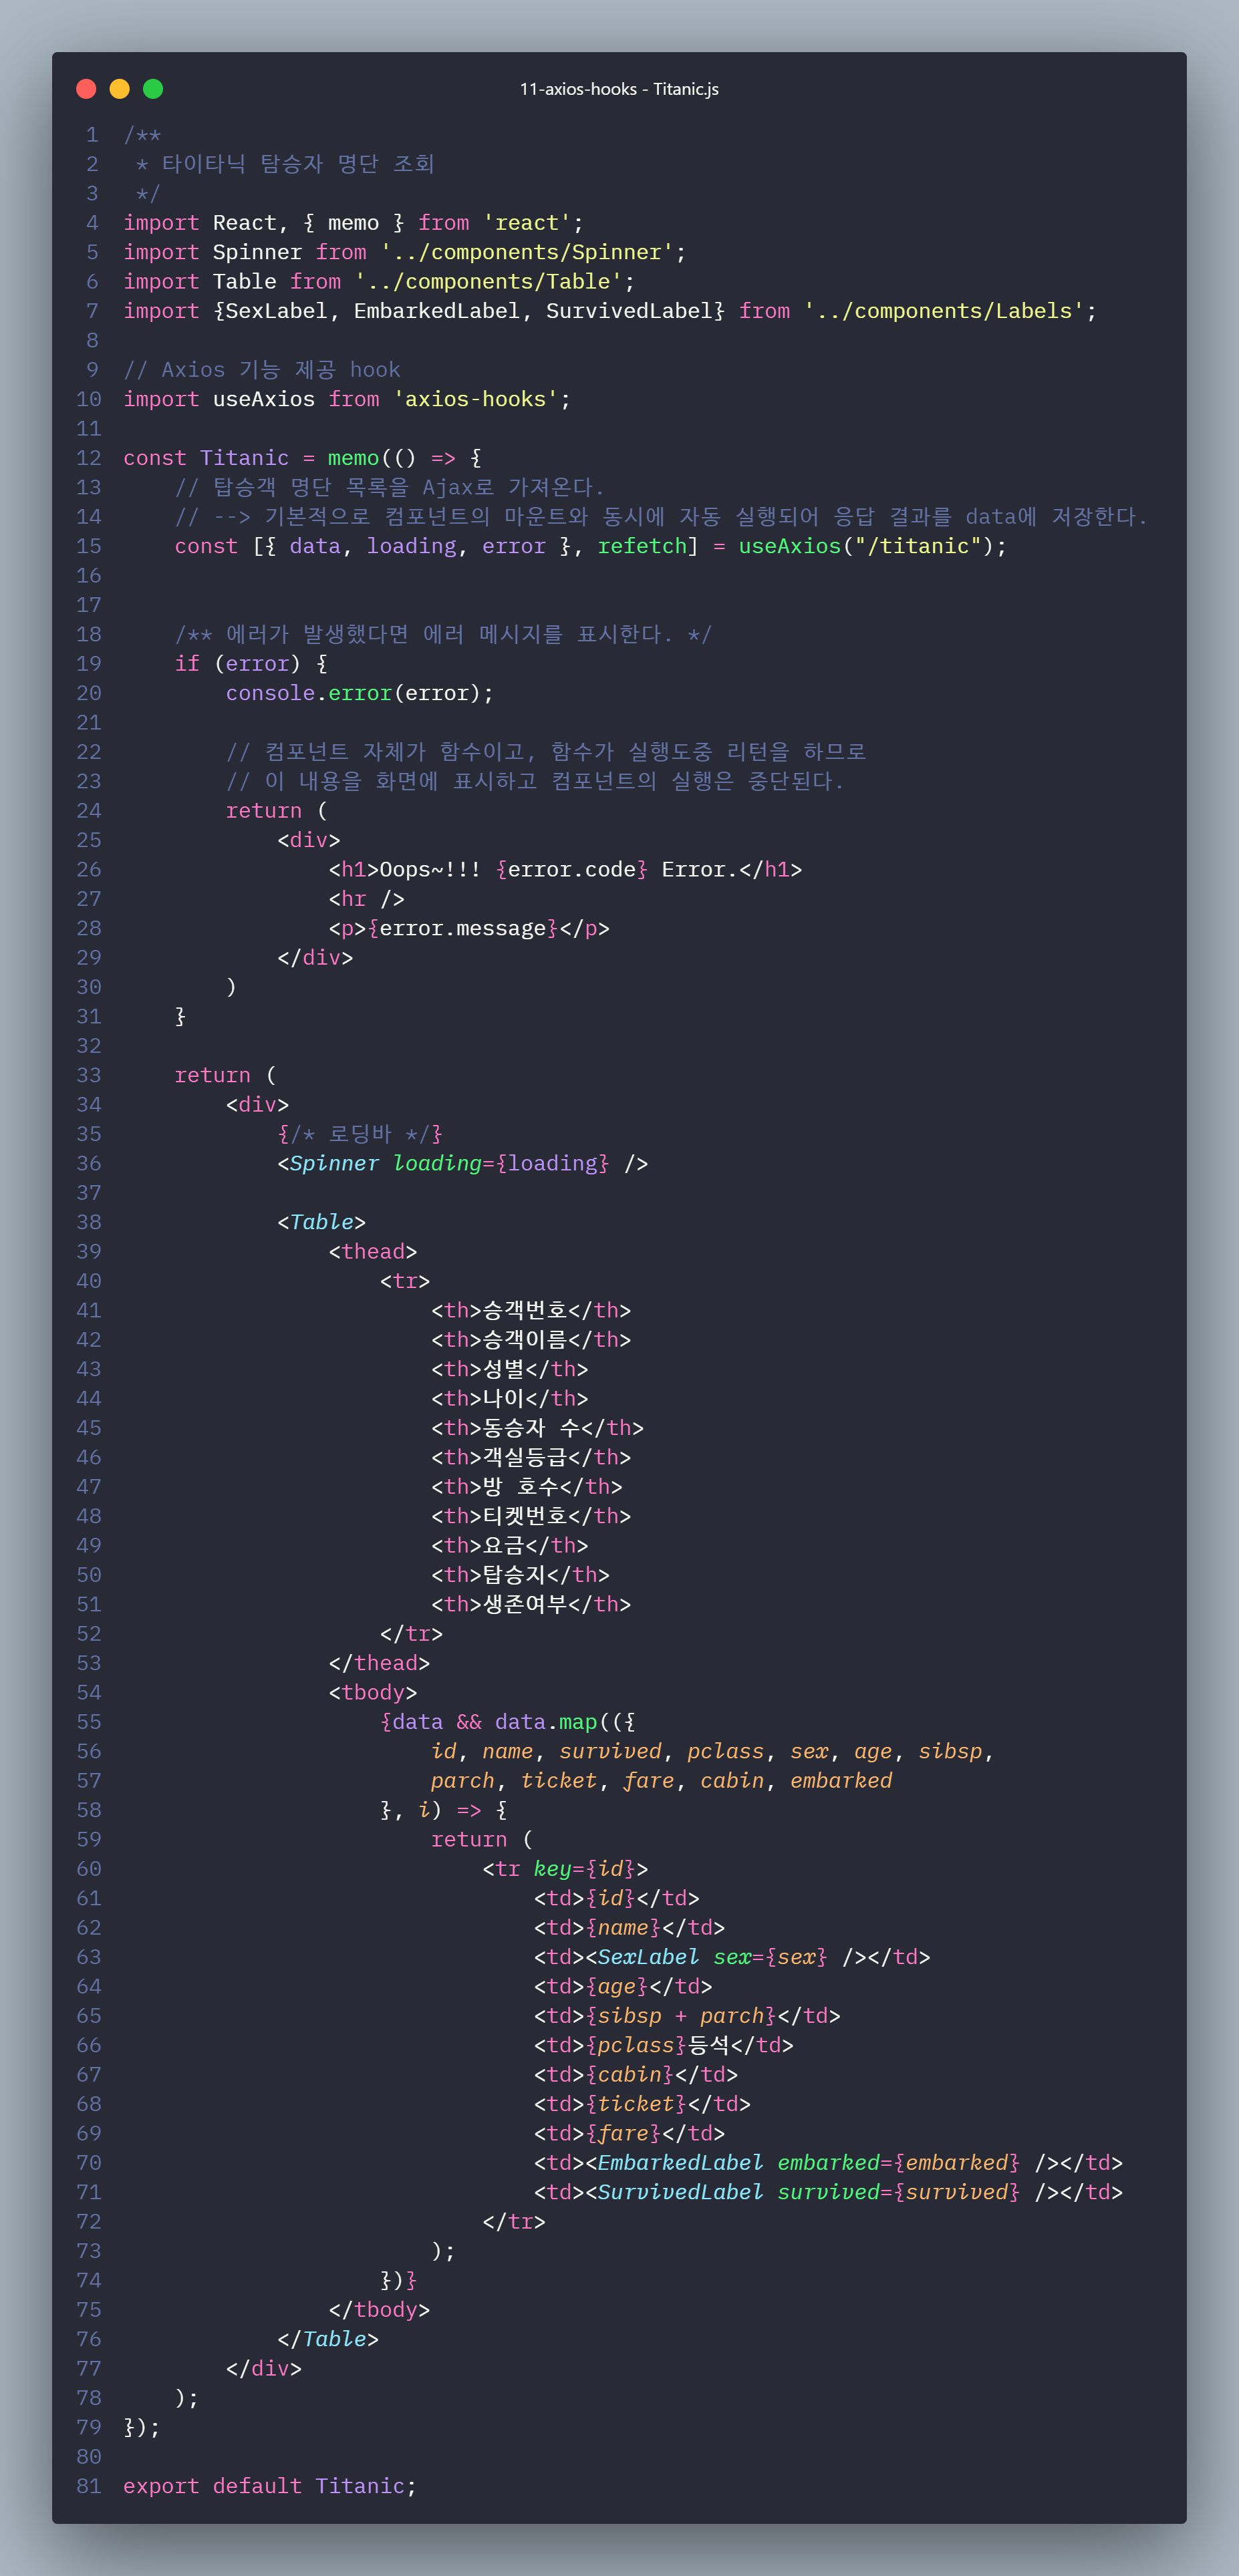 11-axios-hooks - Titanic.js
1 /**
2  * 타이타닉 탐승자 명단 조회
3  */
4 import React, { memo } from 'react';
5 import Spinner from '../components/Spinner';
6 import Table from '../components/Table';
7 import {SexLabel, EmbarkedLabel, SurvivedLabel} from '../components/Labels';
8
9 // Axios 기능 제공 hook
10 import useAxios from 'axios-hooks';
11
12 const Titanic = memo(() => {
13     // 탑승객 명단 목록을 Ajax로 가져온다.
14     // --> 기본적으로 컴포넌트의 마운트와 동시에 자동 실행되어 응답 결과를 data에 저장한다.
15     const [{ data, loading, error }, refetch] = useAxios("/titanic");
16
17
18     /** 에러가 발생했다면 에러 메시지를 표시한다. */
19     if (error) {
20         console.error(error);
21
22         // 컴포넌트 자체가 함수이고, 함수가 실행도중 리턴을 하므로
23         // 이 내용을 화면에 표시하고 컴포넌트의 실행은 중단된다.
24         return (
25             <div>
26                 <h1>Oops~!!! {error.code} Error.</h1>
27                 <hr />
28                 <p>{error.message}</p>
29             </div>
30         )
31     }
32
33     return (
34         <div>
35             {/* 로딩바 */}
36             <Spinner loading={loading} />
37
38             <Table>
39                 <thead>
40                     <tr>
41                         <th>승객번호</th>
42                         <th>승객이름</th>
43                         <th>성별</th>
44                         <th>나이</th>
45                         <th>동승자 수</th>
46                         <th>객실등급</th>
47                         <th>방 호수</th>
48                         <th>티켓번호</th>
49                         <th>요금</th>
50                         <th>탑승지</th>
51                         <th>생존여부</th>
52                     </tr>
53                 </thead>
54                 <tbody>
55                     {data && data.map(({
56                         id, name, survived, pclass, sex, age, sibsp,
57                         parch, ticket, fare, cabin, embarked
58                     }, i) => {
59                         return (
60                             <tr key={id}>
61                                 <td>{id}</td>
62                                 <td>{name}</td>
63                                 <td><SexLabel sex={sex} /></td>
64                                 <td>{age}</td>
65                                 <td>{sibsp + parch}</td>
66                                 <td>{pclass}등석</td>
67                                 <td>{cabin}</td>
68                                 <td>{ticket}</td>
69                                 <td>{fare}</td>
70                                 <td><EmbarkedLabel embarked={embarked} /></td>
71                                 <td><SurvivedLabel survived={survived} /></td>
72                             </tr>
73                         );
74                     })}
75                 </tbody>
76             </Table>
77         </div>
78     );
79 });
80
81 export default Titanic;